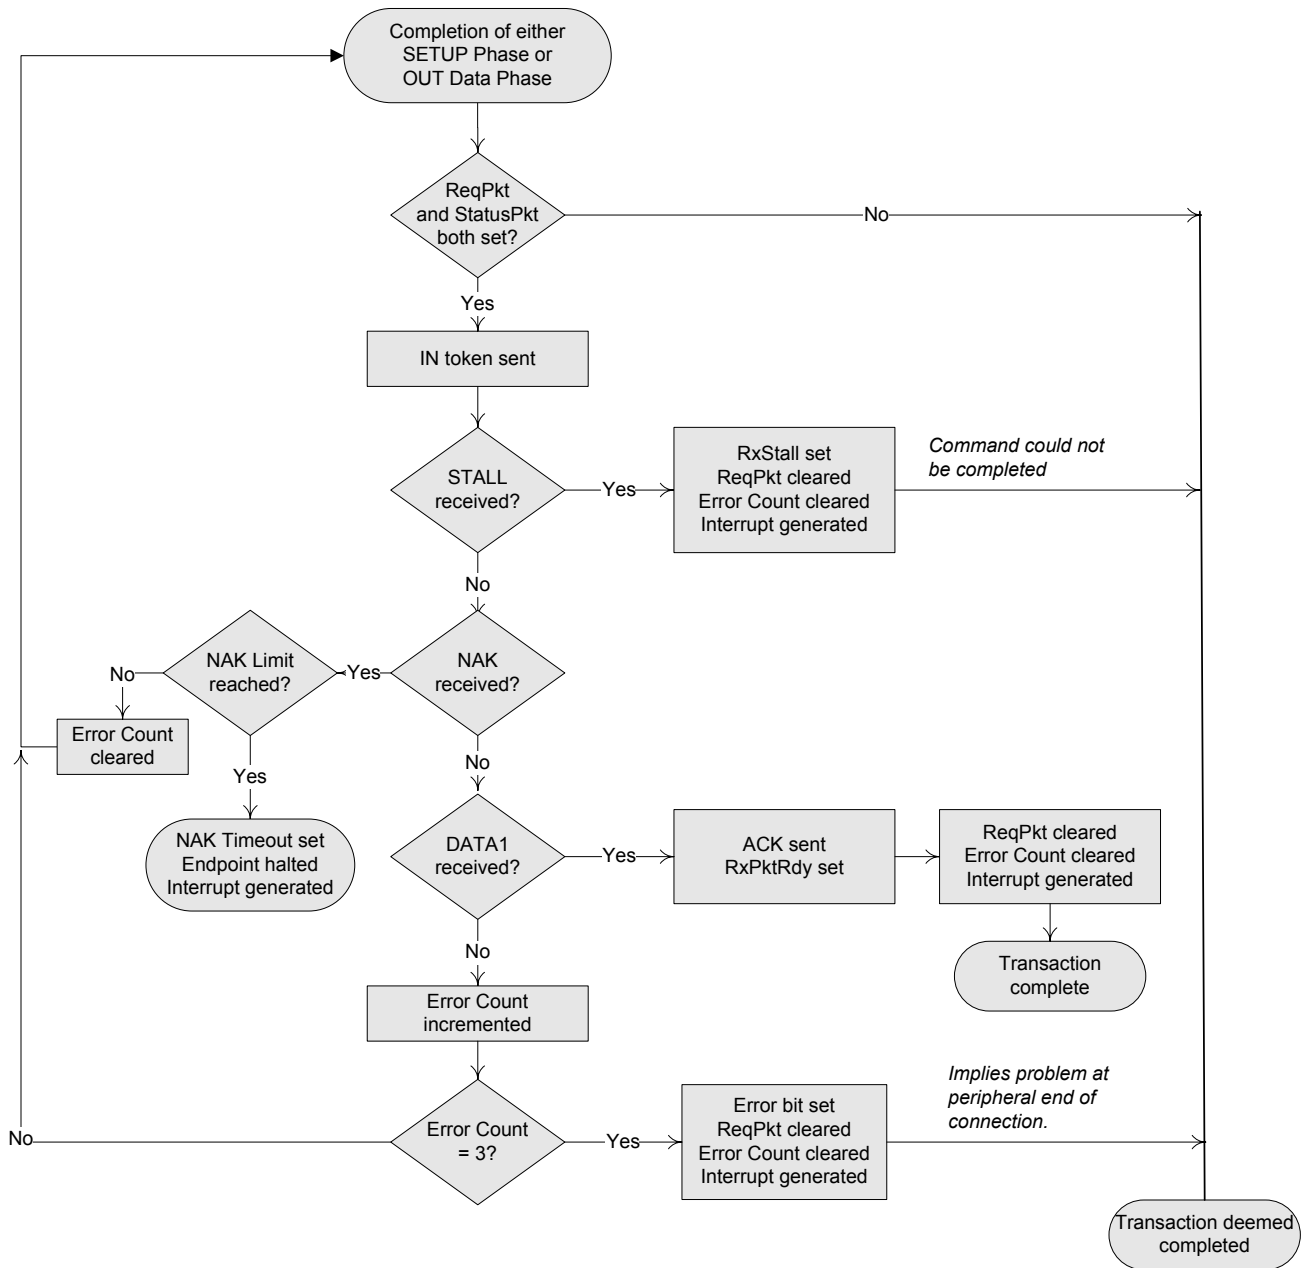 Completion of either
SETUP Phase or
OUT Data Phase
ReqPkt
and StatusPkt
both set?
No
Yes
IN token sent
STALL
received?
Yes
RxStall set
ReqPkt cleared
Error Count cleared
Interrupt generated
Command could not
be completed
No
NAK
received?
Yes
NAK Limit
reached?
No
Error Count
cleared
Yes
NAK Timeout set
Endpoint halted
Interrupt generated
No
DATA1
received?
Yes
ACK sent
RxPktRdy set
ReqPkt cleared
Error Count cleared
Interrupt generated
Transaction
complete
No
Error Count
incremented
Error Count
= 3?
No
Yes
Error bit set
ReqPkt cleared
Error Count cleared
Interrupt generated
Implies problem at
peripheral end of
connection.
Transaction deemed
completed